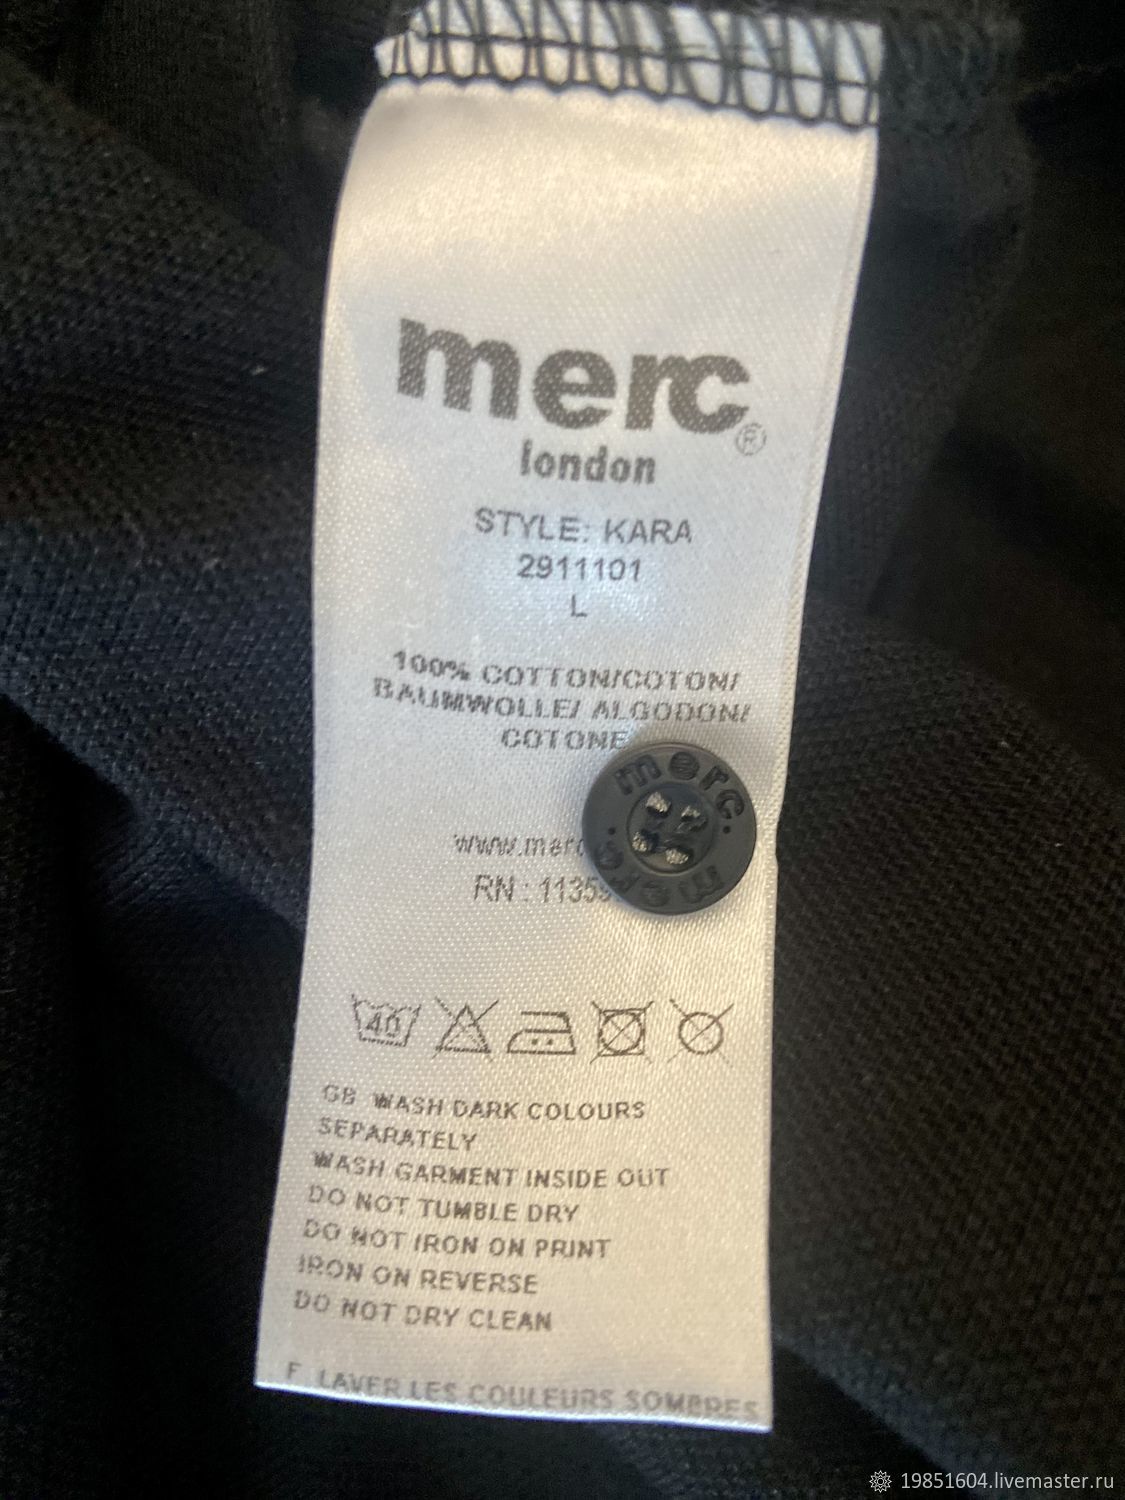 merc®
london
STYLE: KARA
2911101
L
100% COTTON/COTON/
BAUMWOLLE/ ALGODON/
COTONE
merc.
merc.
www.merc
RN : 1135
40
GB WASH DARK COLOURS
SEPARATELY
WASH GARMENT INSIDE OUT
DO NOT TUMBLE DRY
DO NOT IRON ON PRINT
IRON ON REVERSE
DO NOT DRY CLEAN
F LAVER LES COULEURS SOMBRES
19851604.livemaster.ru